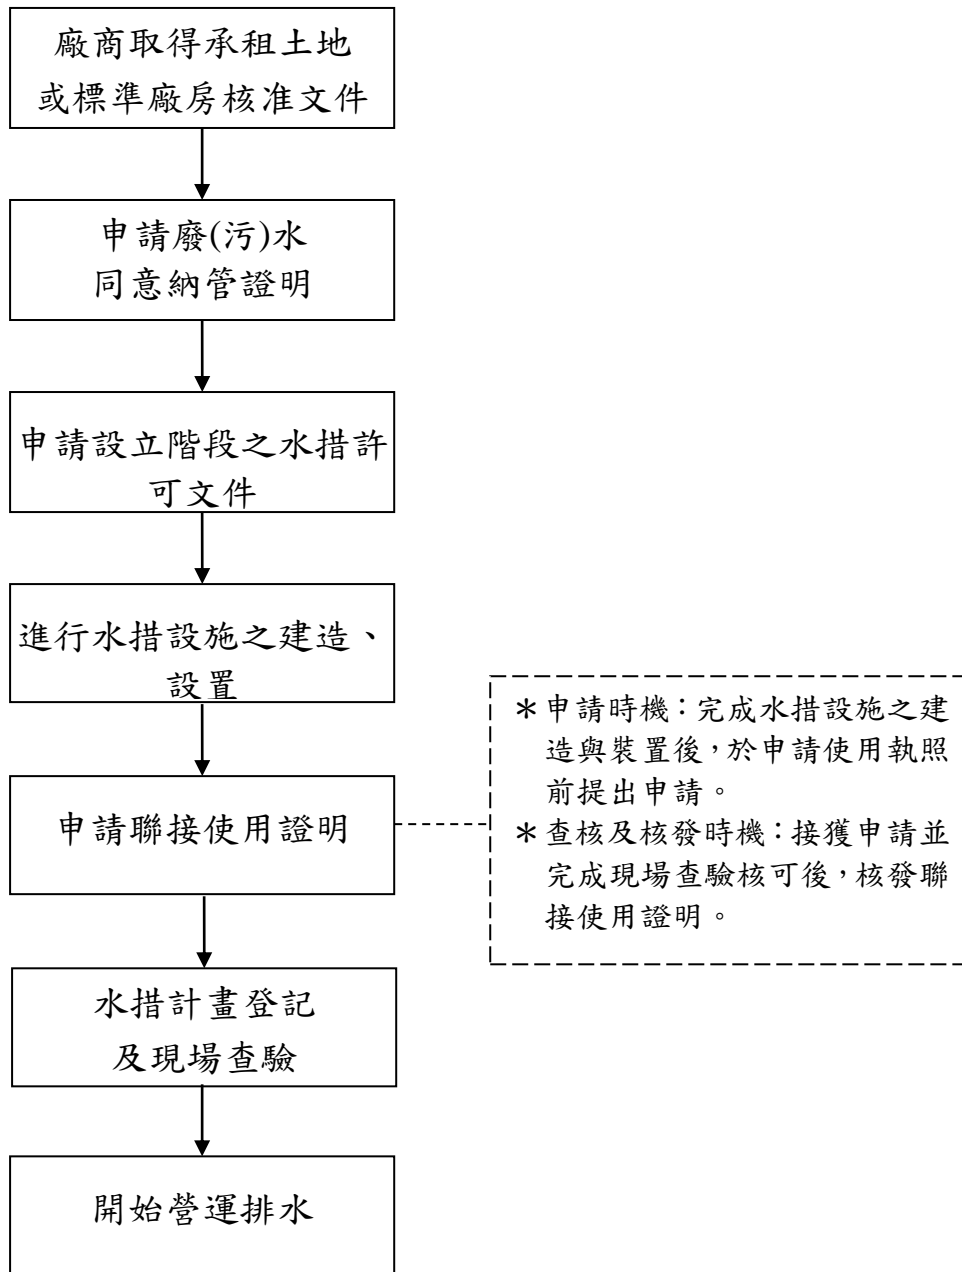 廠商取得承租土地
或標準廠房核准文件
申請廢(污)水
同意納管證明
申請設立階段之水措許
可文件
進行水措設施之建造、
設置
申請聯接使用證明
＊申請時機：完成水措設施之建
造與裝置後，於申請使用執照
前提出申請。
＊查核及核發時機：接獲申請並
完成現場查驗核可後，核發聯
接使用證明。
水措計畫登記
及現場查驗
開始營運排水